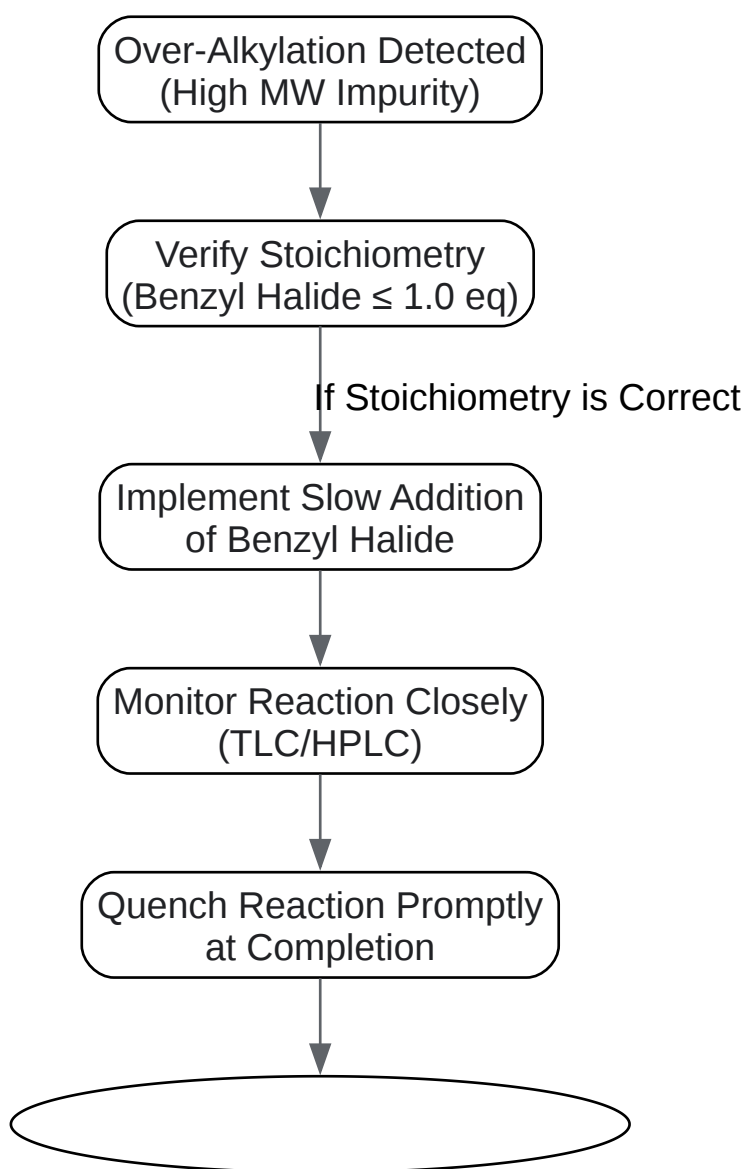 Over-Alkylation Detected
(High MW Impurity)
Verify Stoichiometry
(Benzyl Halide ≤ 1.0 eq)
If Stoichiometry is Correct
Implement Slow Addition
of Benzyl Halide
Monitor Reaction Closely
(TLC/HPLC)
Quench Reaction Promptly
at Completion